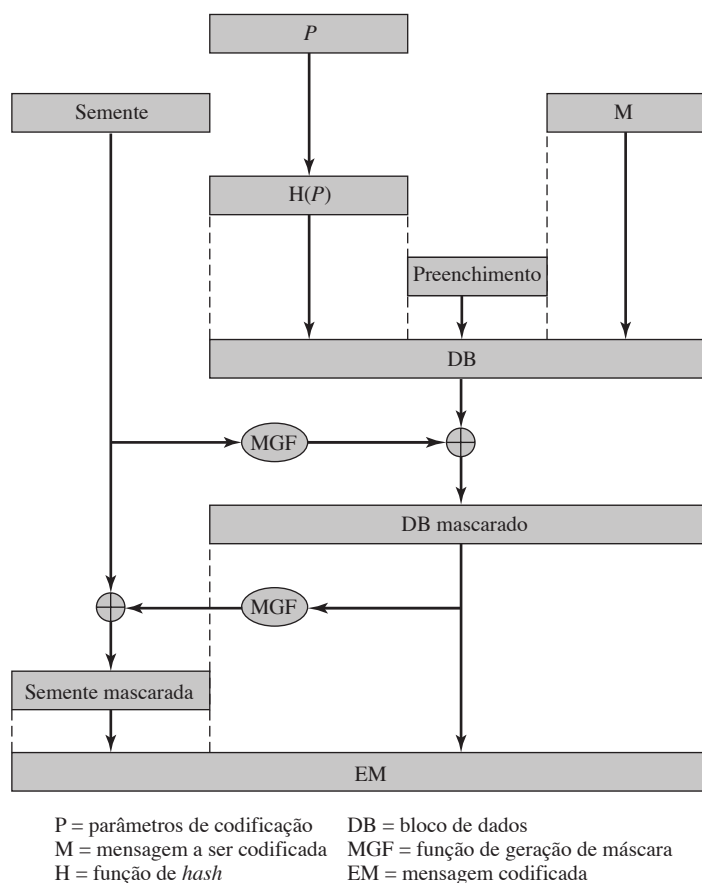 P
Semente
M
H(P)
Preenchimento
DB
MGF
DB mascarado
MGF
Semente mascarada
EM
P = parâmetros de codificação
DB = bloco de dados
M = mensagem a ser codificada
MGF = função de geração de máscara
H = função de hash
EM = mensagem codificada